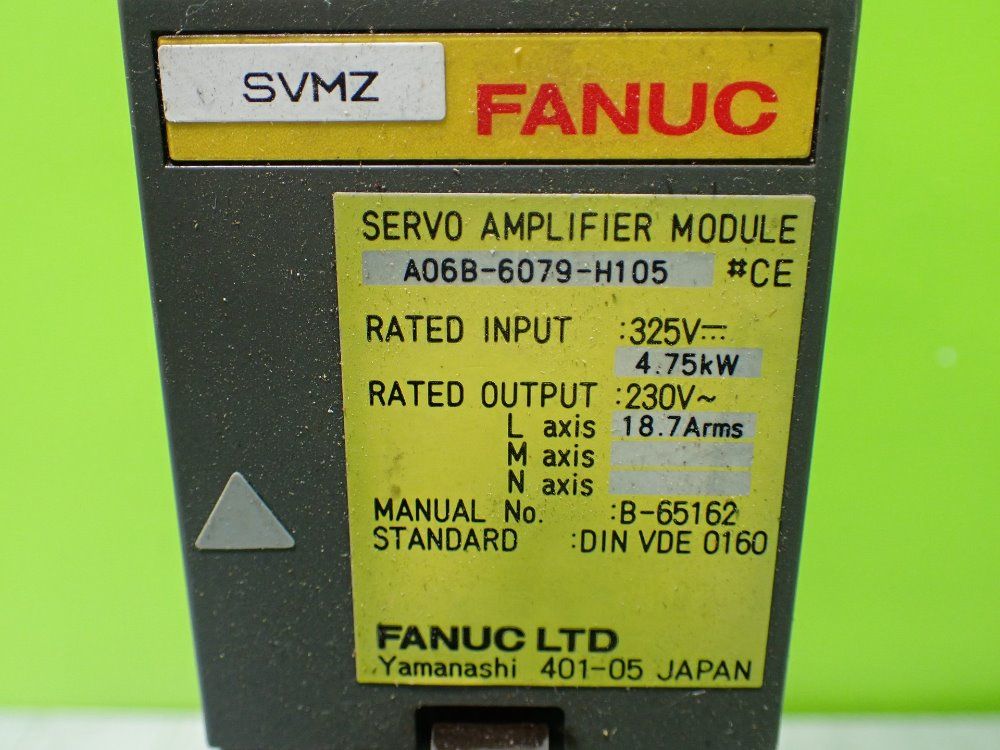 SVMZ
FANUC
SERVO AMPLIFIER MODULE
A06B-6079-H105 #CE
RATED INPUT :325V⎓
4.75kW
RATED OUTPUT :230V~
L axis 18.7Arms
M axis
N axis
MANUAL No. :B-65162
STANDARD :DIN VDE 0160
FANUC LTD
Yamanashi 401-05 JAPAN